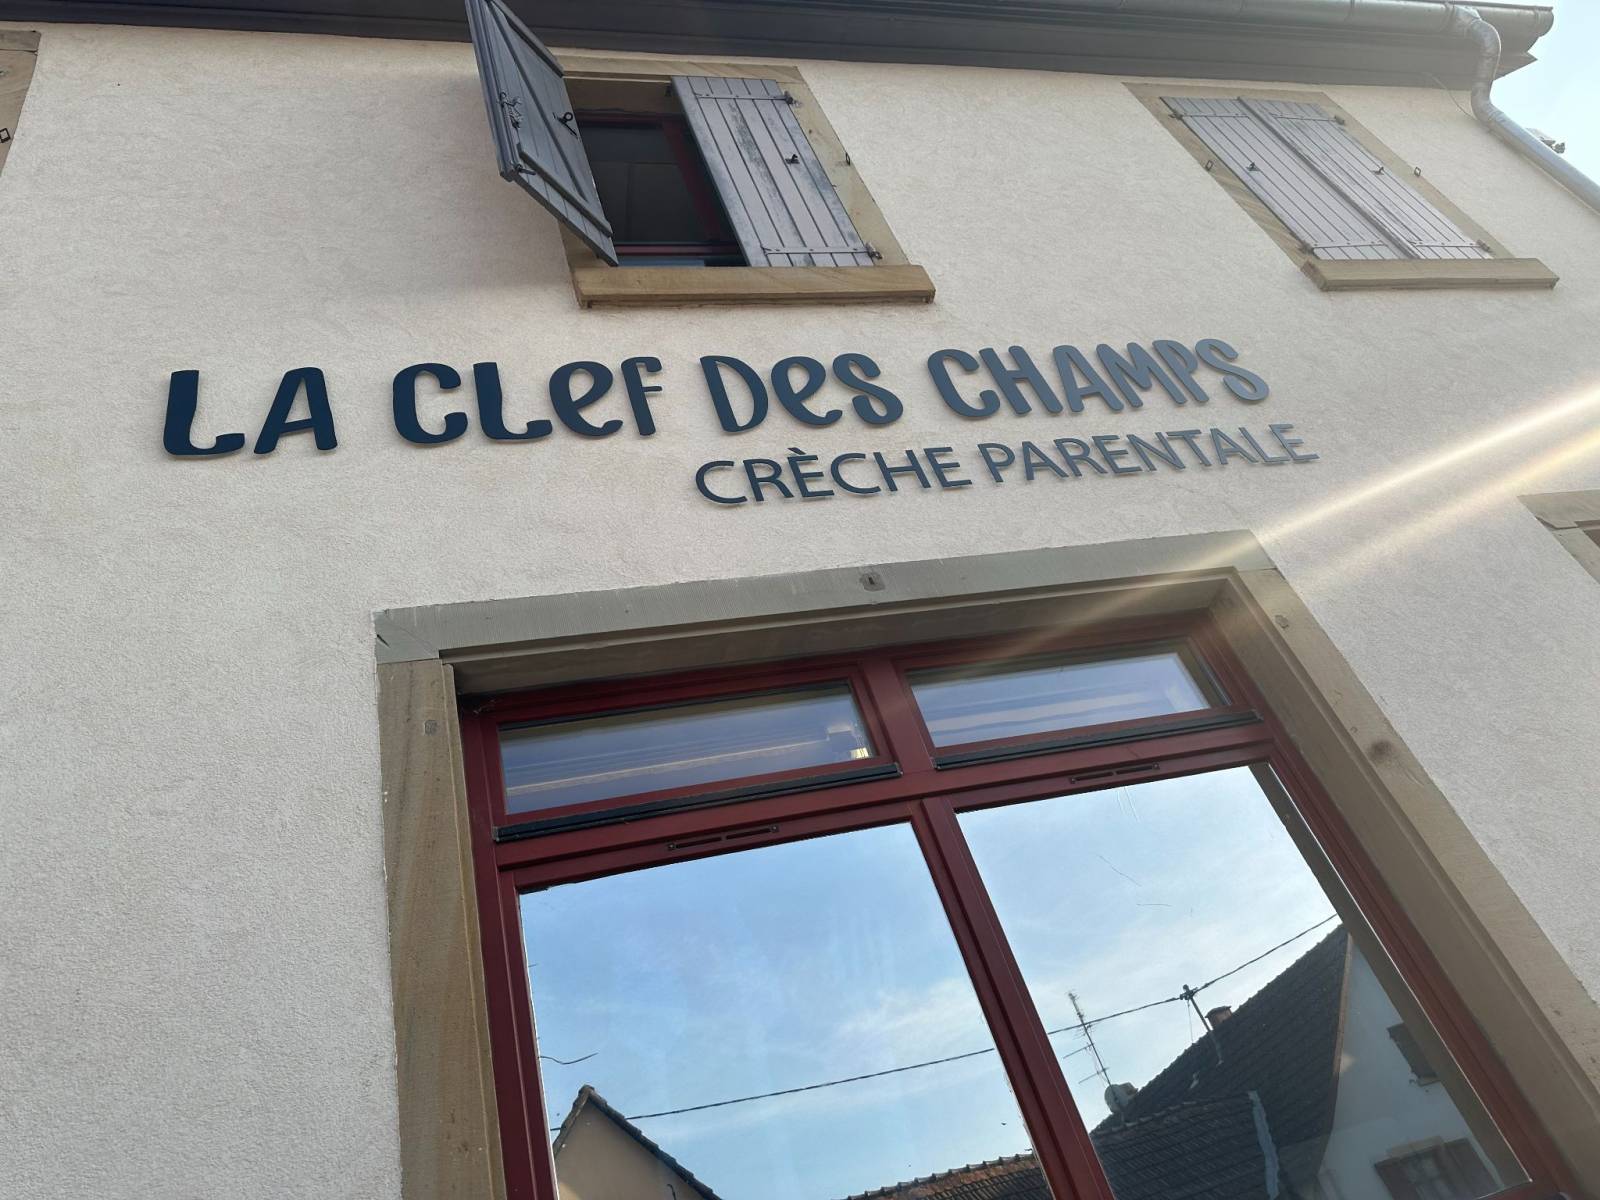 LA CLEF DES CHAMPS
CRÈCHE PARENTALE